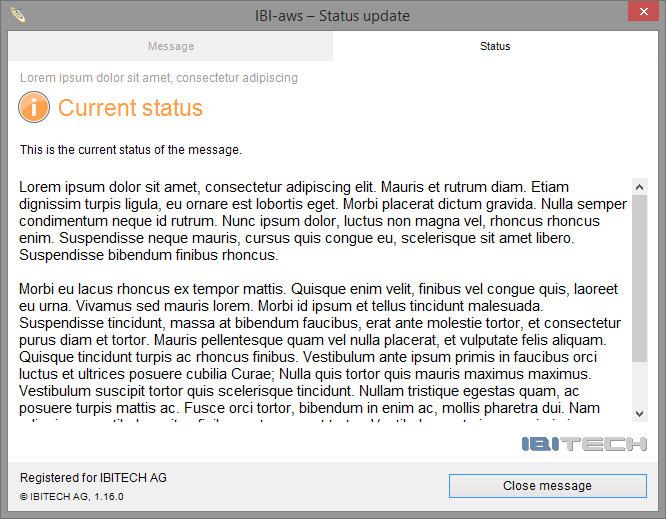 IBI-aws – Status update
Message
Status
Lorem ipsum dolor sit amet, consectetur adipiscing
Current status
This is the current status of the message.
Lorem ipsum dolor sit amet, consectetur adipiscing elit. Mauris et rutrum diam. Etiam
dignissim turpis ligula, eu ornare est lobortis eget. Morbi placerat dictum gravida. Nulla semper
condimentum neque id rutrum. Nunc ipsum dolor, luctus non magna vel, rhoncus rhoncus
enim. Suspendisse neque mauris, cursus quis congue eu, scelerisque sit amet libero.
Suspendisse bibendum finibus rhoncus.
Morbi eu lacus rhoncus ex tempor mattis. Quisque enim velit, finibus vel congue quis, laoreet
eu urna. Vivamus sed mauris lorem. Morbi id ipsum et tellus tincidunt malesuada.
Suspendisse tincidunt, massa at bibendum faucibus, erat ante molestie tortor, et consectetur
purus diam et tortor. Mauris pellentesque quam vel nulla placerat, et vulputate felis aliquam.
Quisque tincidunt turpis ac rhoncus finibus. Vestibulum ante ipsum primis in faucibus orci
luctus et ultrices posuere cubilia Curae; Nulla quis tortor quis mauris maximus maximus.
Vestibulum suscipit tortor quis scelerisque tincidunt. Nullam tristique egestas quam, ac
posuere turpis mattis ac. Fusce orci tortor, bibendum in enim ac, mollis pharetra dui. Nam
IBITECH
Registered for IBITECH AG
© IBITECH AG, 1.16.0
Close message